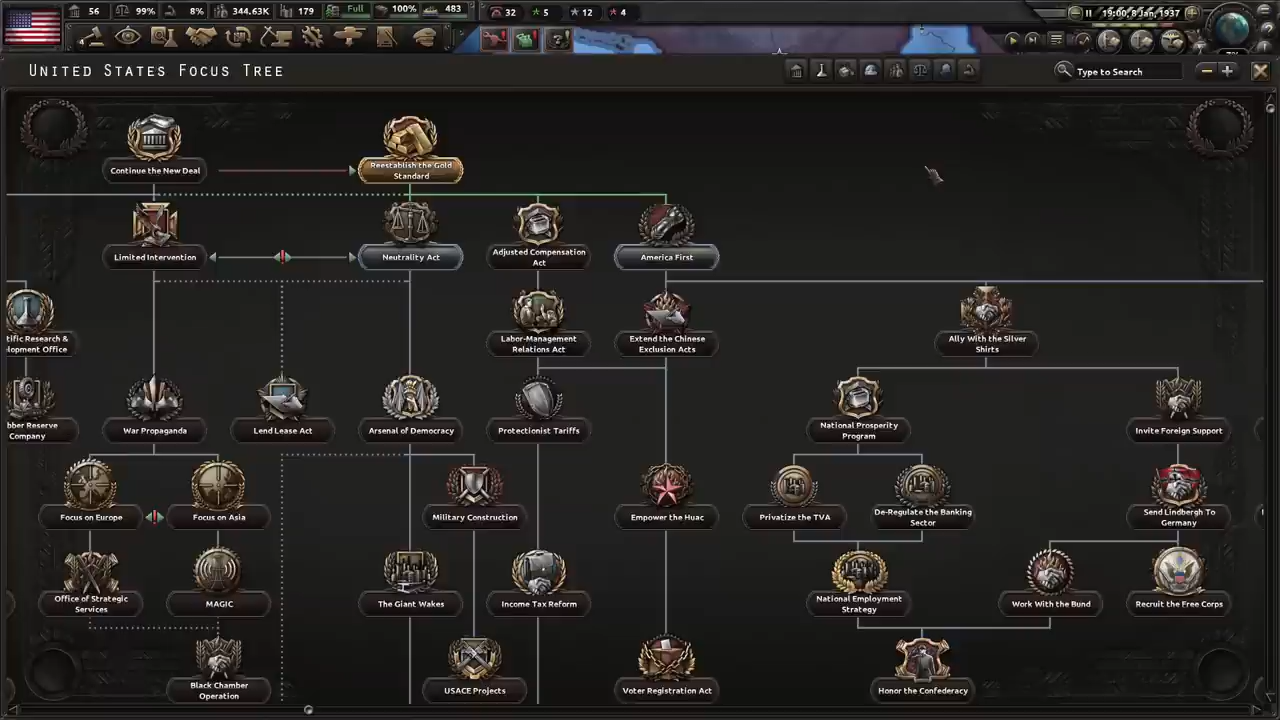 56 99% 8% 344.63K 179 Full 100% 483 32 5 12 4 19:00, 8 Jan, 1937
United States Focus Tree
Type to Search
Continue the New Deal
Reestablish the Gold
Standard
Limited Intervention
Neutrality Act
Adjusted Compensation
Act
America First
tific Research &
lopment Office
Labor-Management
Relations Act
Extend the Chinese
Exclusion Acts
Ally With the Silver
Shirts
bber Reserve
Company
War Propaganda
Lend Lease Act
Arsenal of Democracy
Protectionist Tariffs
National Prosperity
Program
Invite Foreign Support
Focus on Europe
Focus on Asia
Military Construction
Empower the Huac
Privatize the TVA
De-Regulate the Banking
Sector
Send Lindbergh To
Germany
Office of Strategic
Services
MAGIC
The Giant Wakes
Income Tax Reform
National Employment
Strategy
Work With the Bund
Recruit the Free Corps
Black Chamber
Operation
USACE Projects
Voter Registration Act
Honor the Confederacy